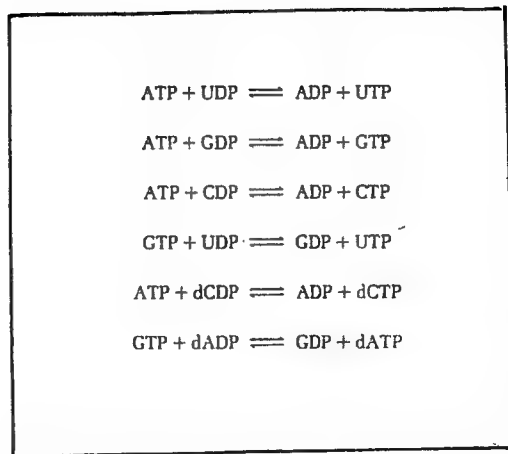 ATP + UDP ⇌ ADP + UTP
ATP + GDP ⇌ ADP + GTP
ATP + CDP ⇌ ADP + CTP
GTP + UDP ⇌ GDP + UTP
ATP + dCDP ⇌ ADP + dCTP
GTP + dADP ⇌ GDP + dATP